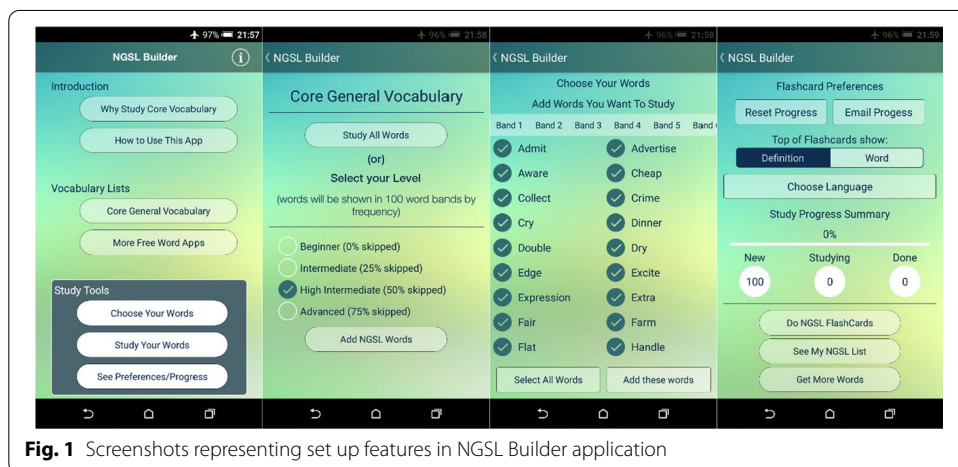 97% 21:57
NGSL Builder
i
Introduction
Why Study Core Vocabulary
How to Use This App
Vocabulary Lists
Core General Vocabulary
More Free Word Apps
Study Tools
Choose Your Words
Study Your Words
See Preferences/Progress
96% 21:58
NGSL Builder
Core General Vocabulary
Study All Words
(or)
Select your Level
(words will be shown in 100 word bands by
frequency)
Beginner (0% skipped)
Intermediate (25% skipped)
High Intermediate (50% skipped)
Advanced (75% skipped)
Add NGSL Words
96% 21:58
NGSL Builder
Choose Your Words
Add Words You Want To Study
Band 1 Band 2 Band 3 Band 4 Band 5 Band
Admit Advertise
Aware Cheap
Collect Crime
Cry Dinner
Double Dry
Edge Excite
Expression Extra
Fair Farm
Flat Handle
Select All Words Add these words
96% 21:59
NGSL Builder
Flashcard Preferences
Reset Progress Email Progess
Top of Flashcards show:
Definition Word
Choose Language
Study Progress Summary
0%
New Studying Done
100 0 0
Do NGSL FlashCards
See My NGSL List
Get More Words
Fig. 1 Screenshots representing set up features in NGSL Builder application